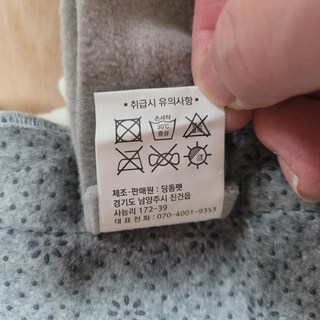 · 취급시 유의사항 ·
손세탁
30℃
중성
제조·판매원 : 딩동펫
경기도 남양주시 진건읍
사능리 172-39
대 표 전 화 : 070-4001-9353